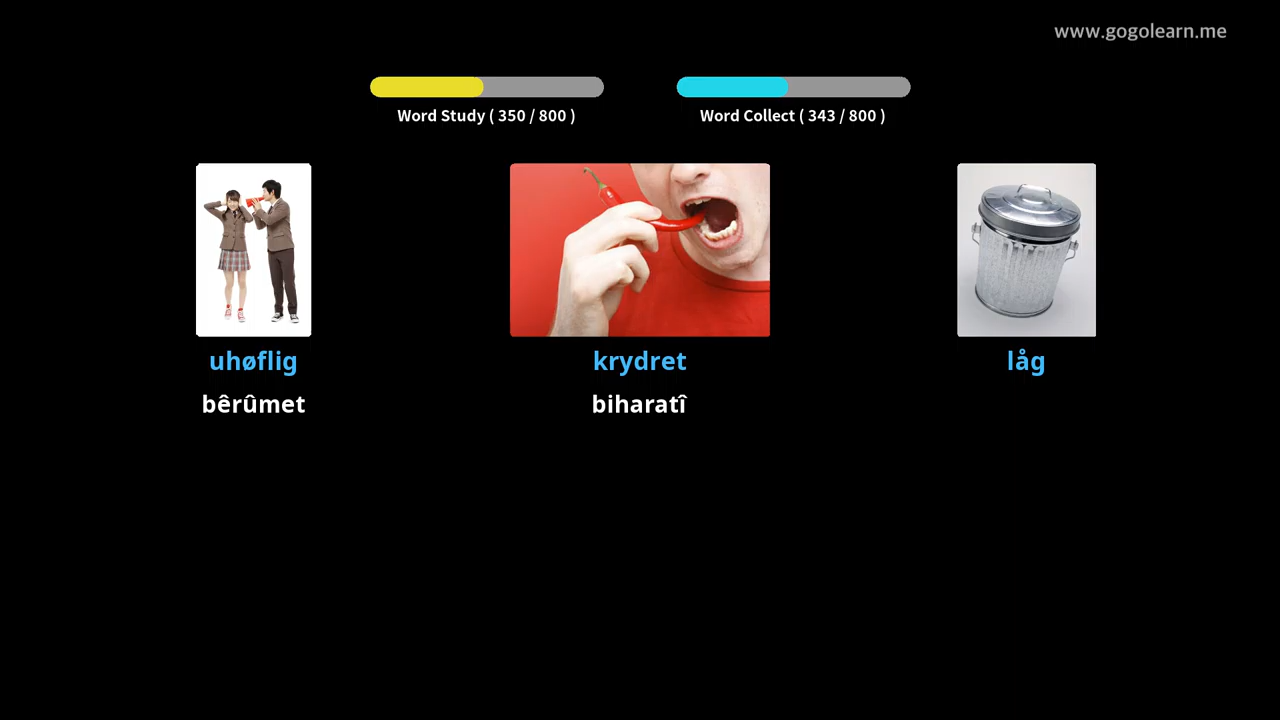 www.gogolearn.me
Word Study ( 350 / 800 )
Word Collect ( 343 / 800 )
uhøflig
krydret
låg
bêrûmet
biharatî